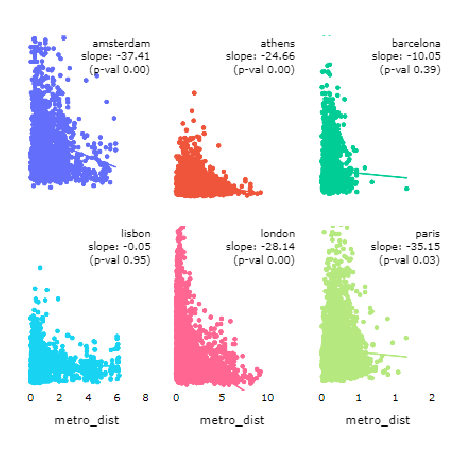 amsterdam
slope: -37.41
(p-val 0.00)
athens
slope: -24.66
(p-val 0.00)
barcelona
slope: -10.05
(p-val 0.39)
lisbon
slope: -0.05
(p-val 0.95)
london
slope: -28.14
(p-val 0.00)
paris
slope: -35.15
(p-val 0.03)
0 2 4 6 8
0 5 10
0 1 1 2 2
metro_dist
metro_dist
metro_dist